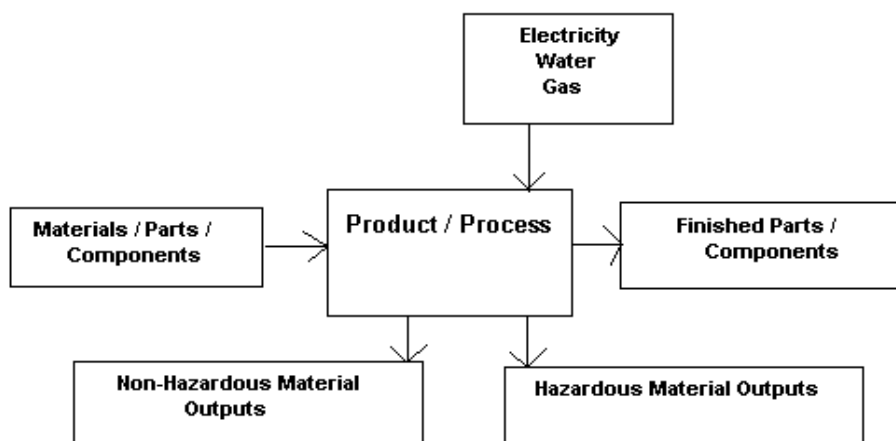 Electricity
Water
Gas
Materials / Parts /
Components
Product / Process
Finished Parts /
Components
Non-Hazardous Material
Outputs
Hazardous Material Outputs